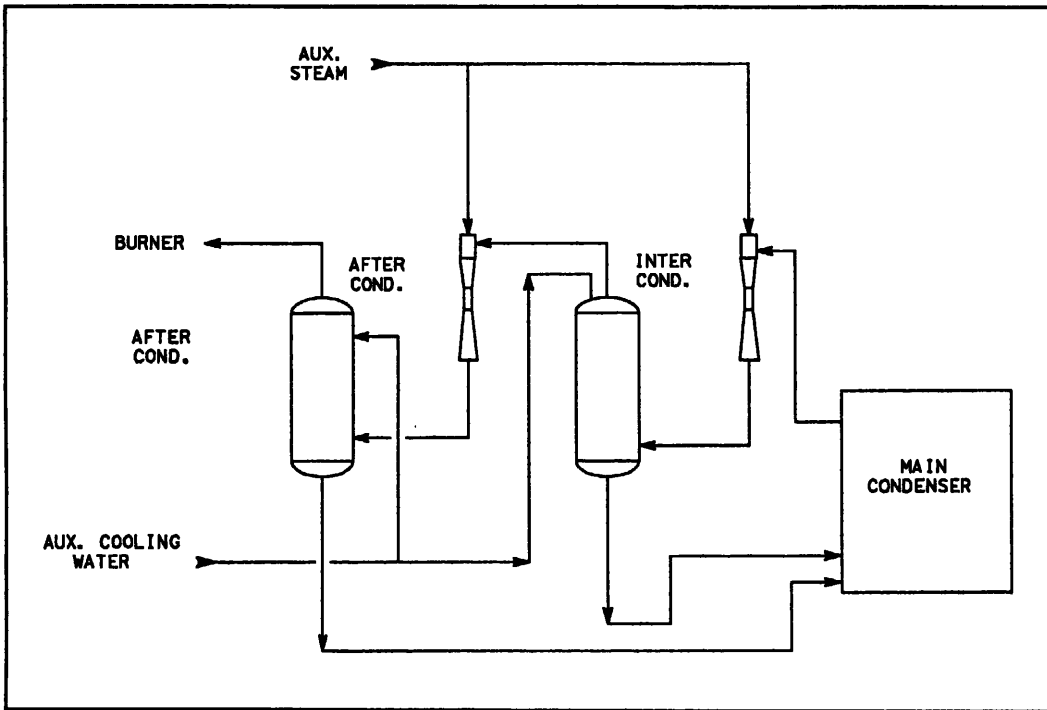 AUX.
STEAM
BURNER
AFTER
COND.
INTER
COND.
AFTER
COND.
MAIN
CONDENSER
AUX. COOLING
WATER